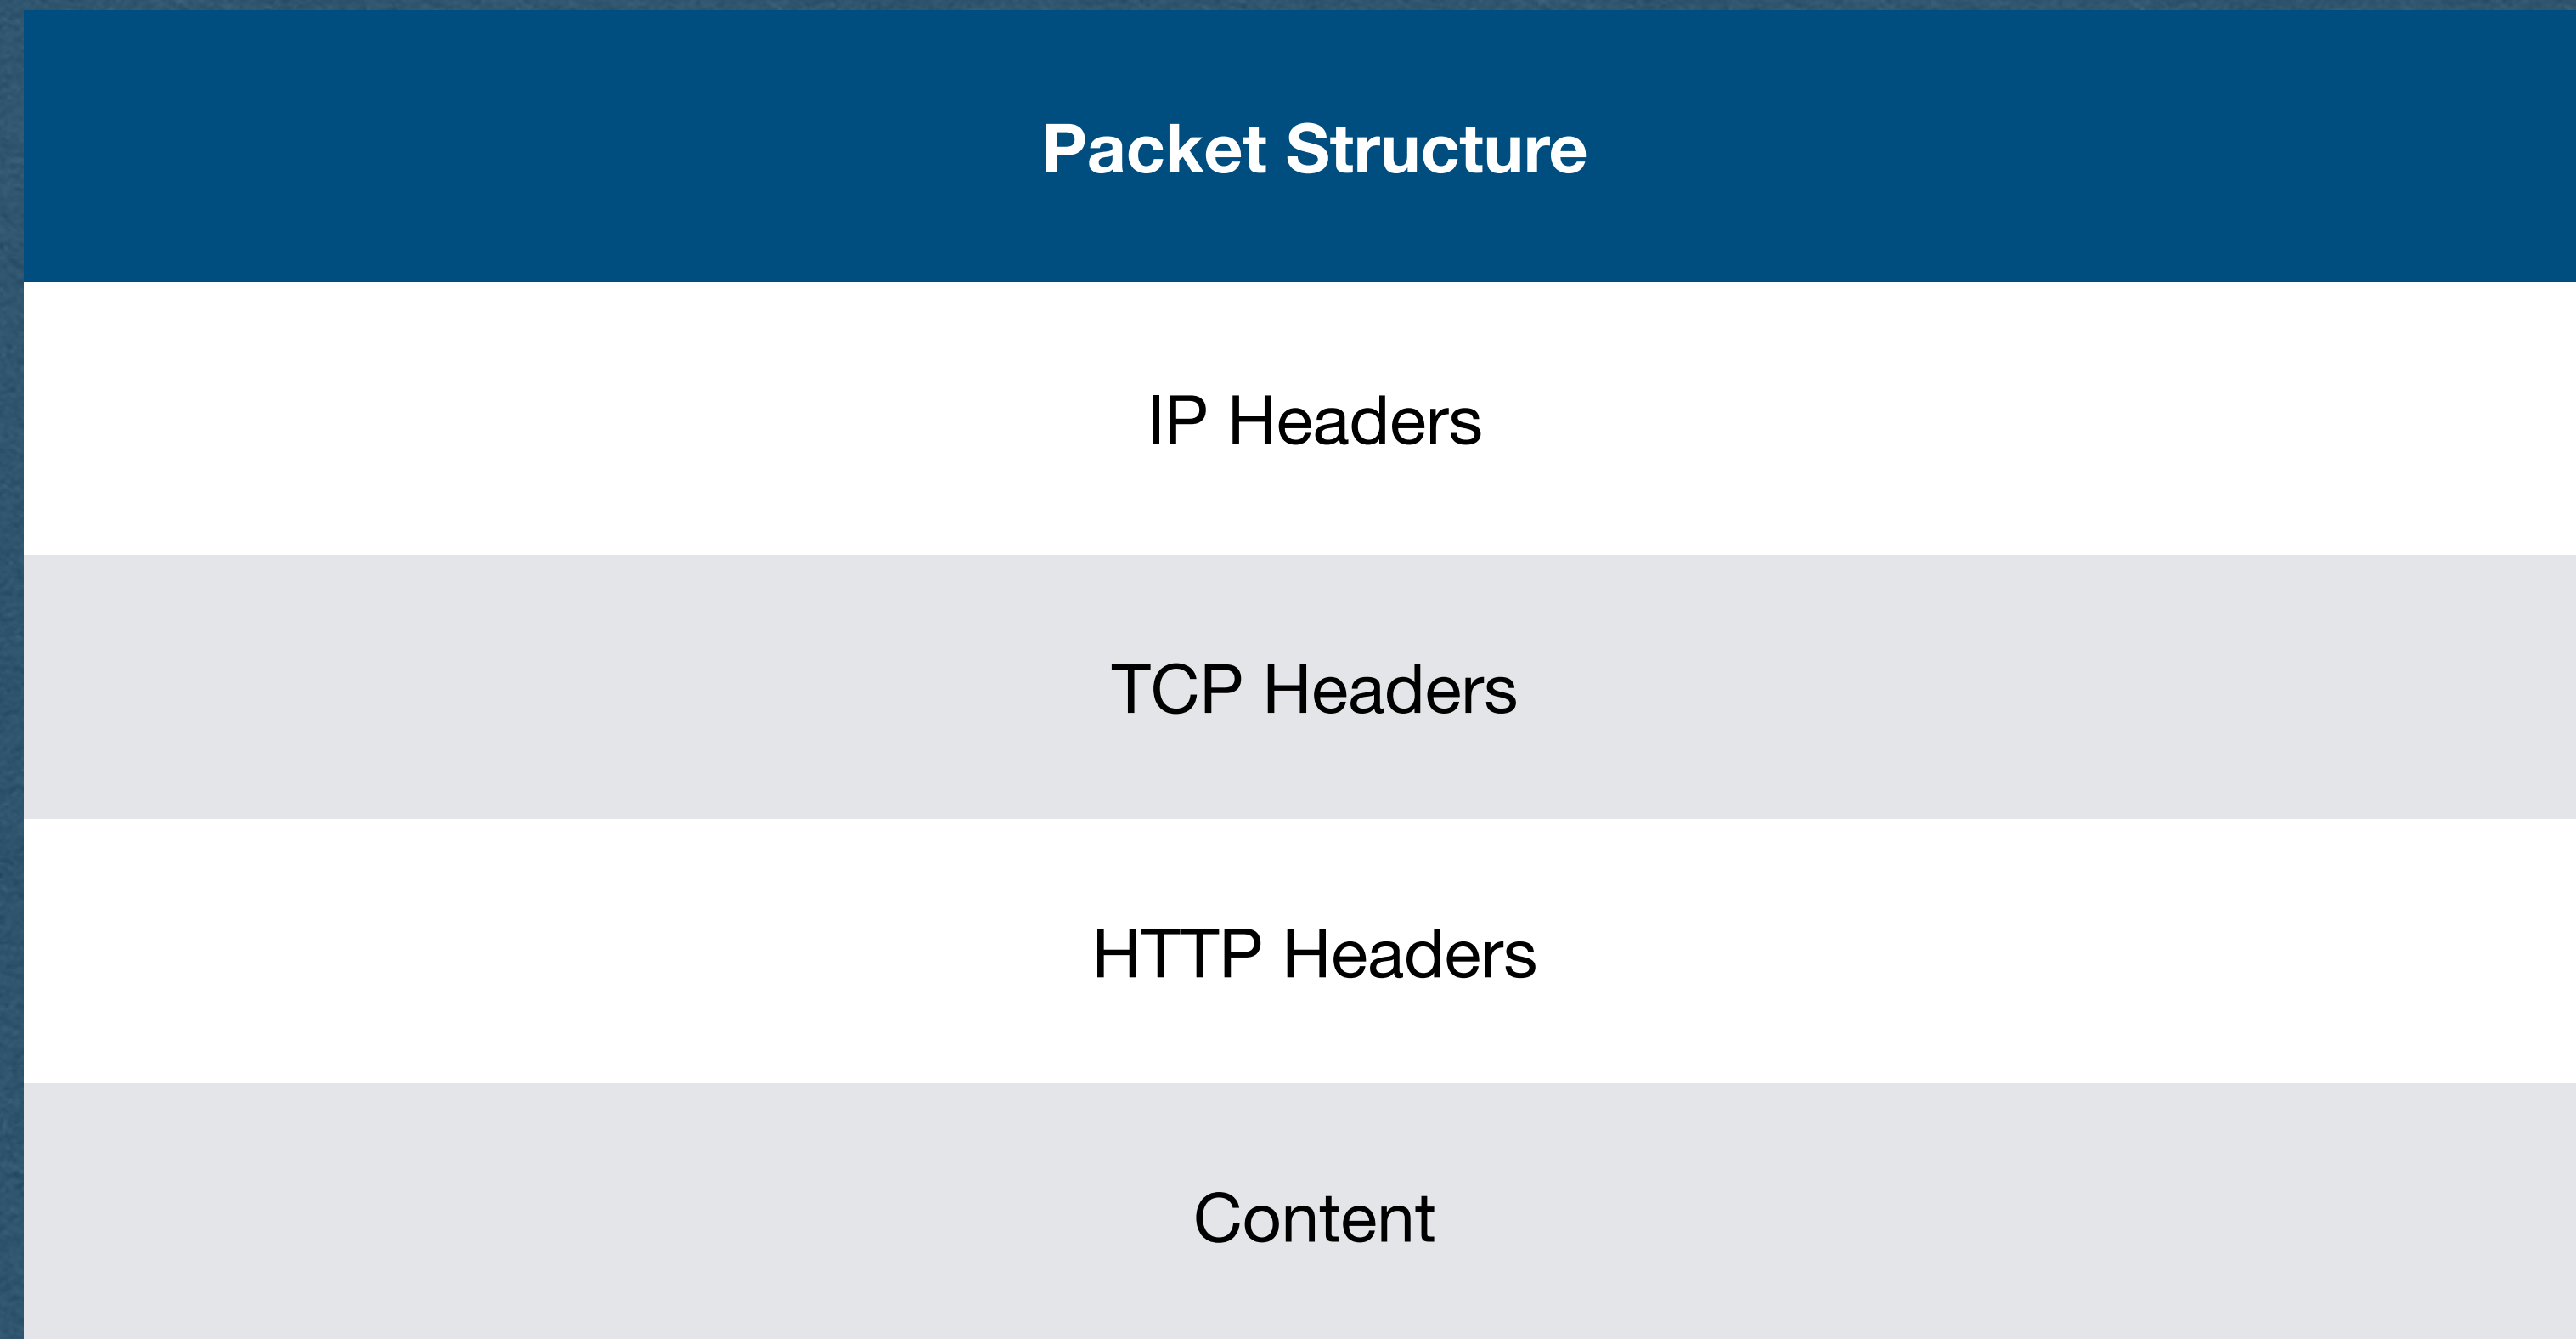 Packet Structure
IP Headers
TCP Headers
HTTP Headers
Content